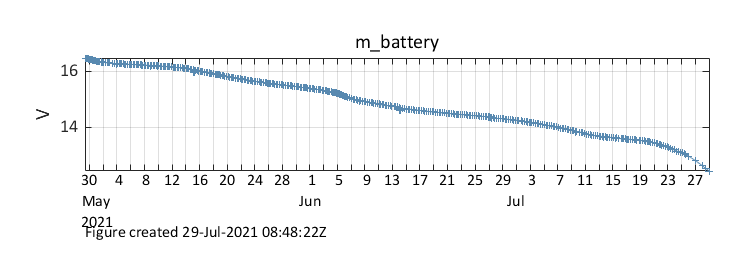 m_battery
16
14
V
30 4 8 12 16 20 24 28 1 5 9 13 17 21 25 29 3 7 11 15 19 23 27
May Jun Jul
2021
Figure created 29-Jul-2021 08:48:22Z